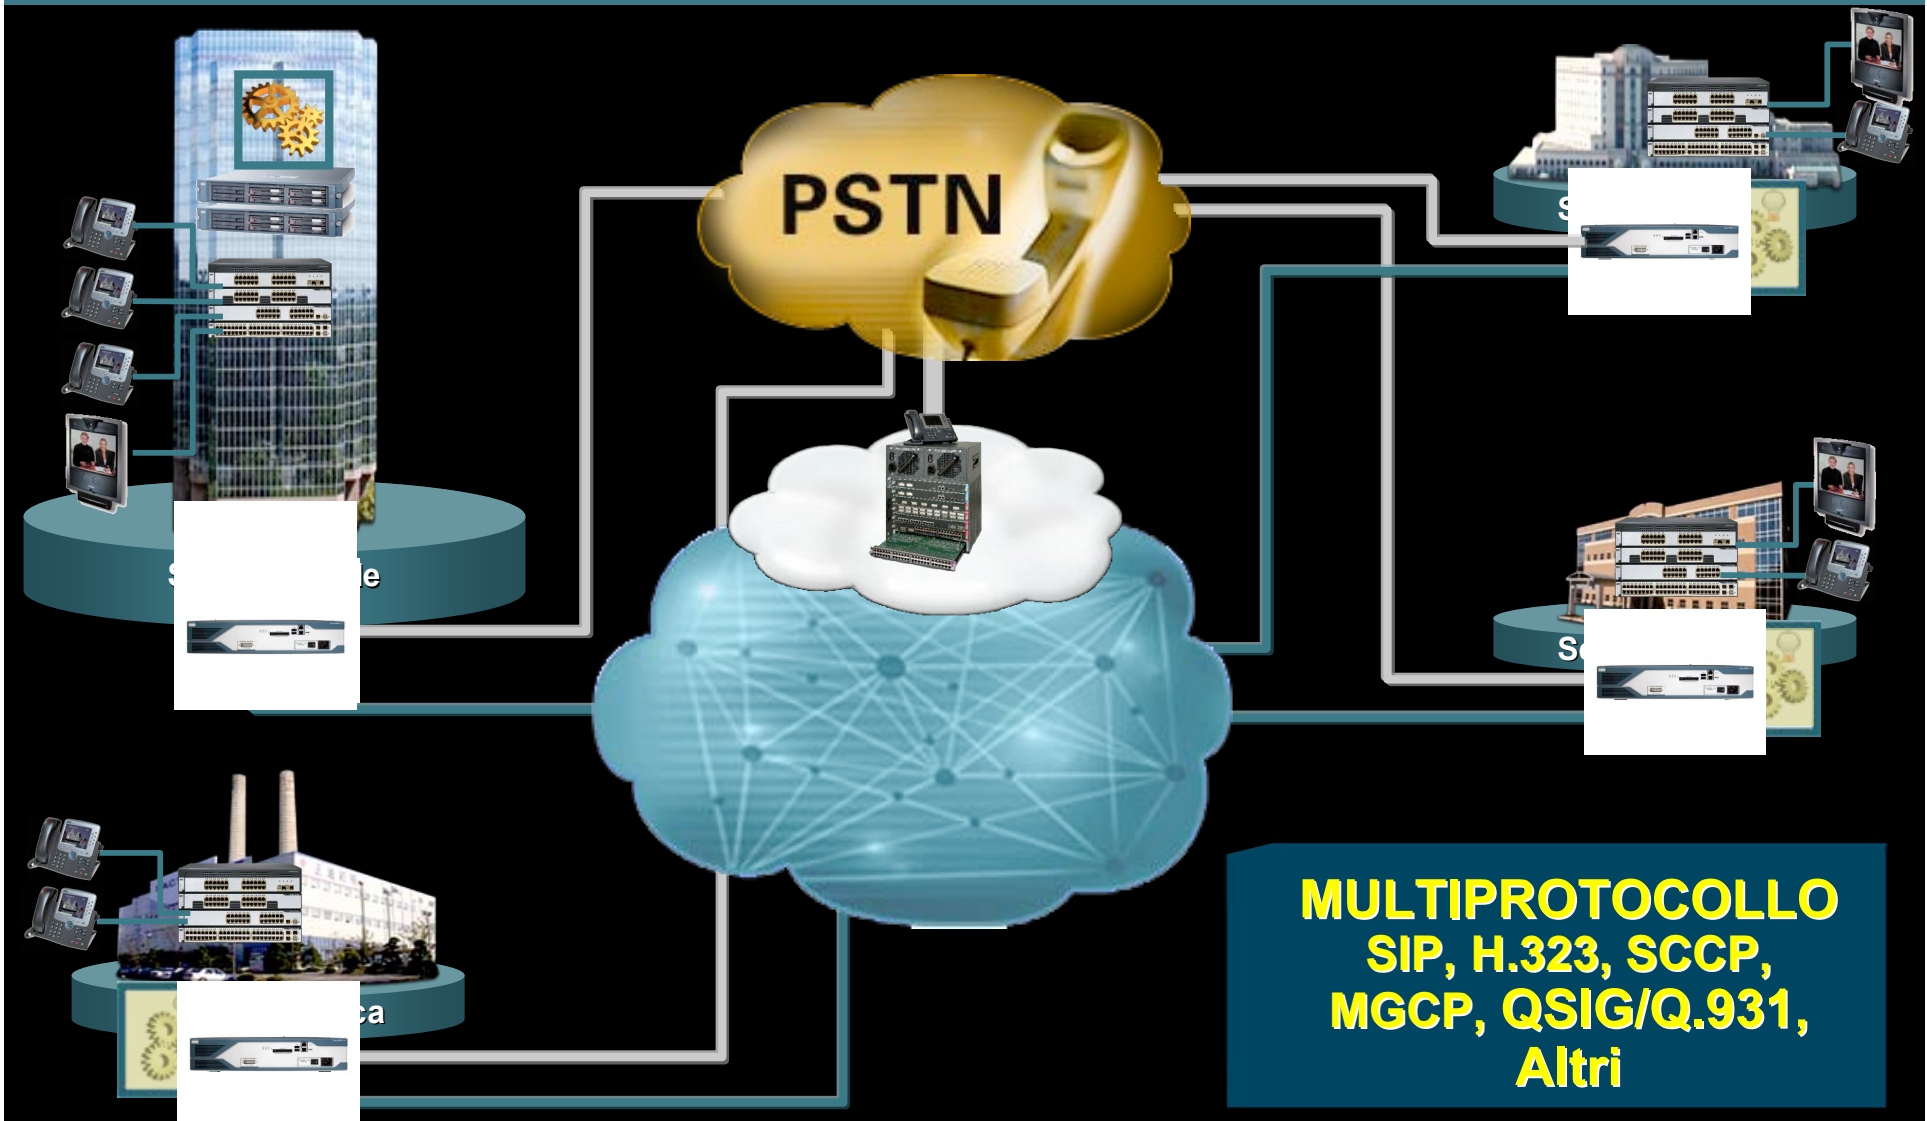 PSTN
MULTIPROTOCOLLO
SIP, H.323, SCCP,
MGCP, QSIG/Q.931,
Altri